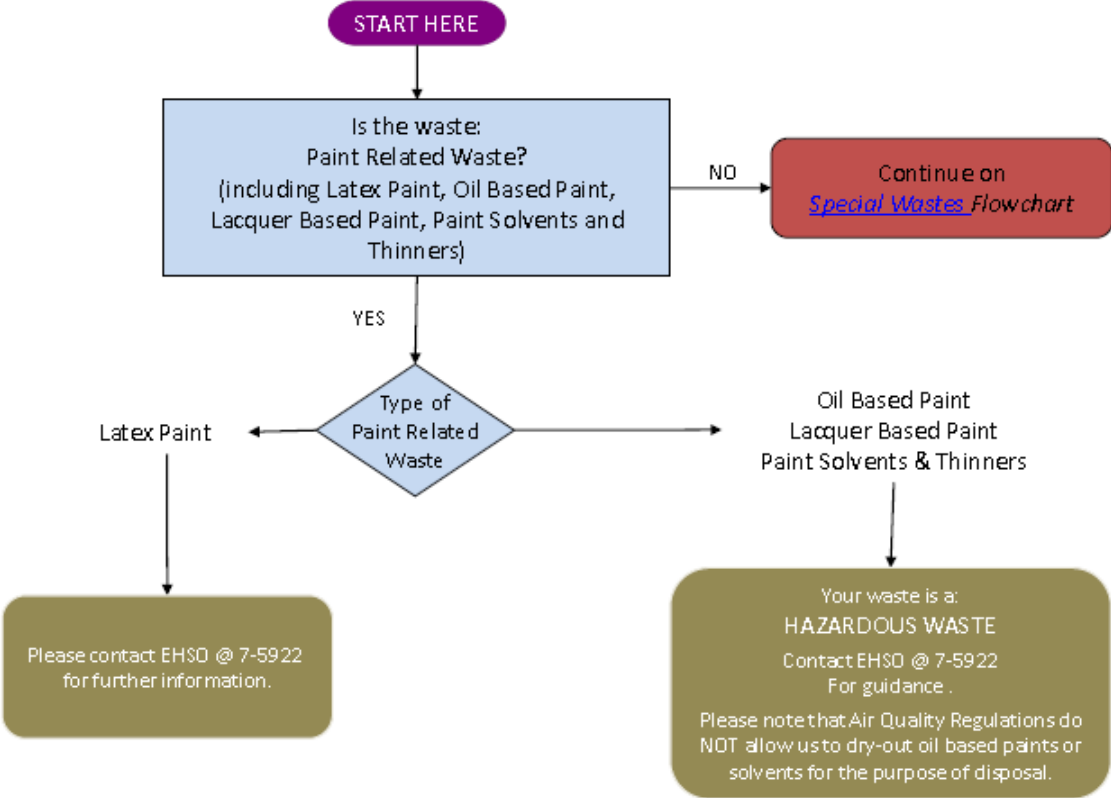 START HERE
Is the waste:
Paint Related Waste?
(including Latex Paint, Oil Based Paint,
Lacquer Based Paint, Paint Solvents and
Thinners)
NO
Continue on
Special Wastes Flowchart
YES
Type of
Paint Related
Waste
Latex Paint
Oil Based Paint
Lacquer Based Paint
Paint Solvents & Thinners
Please contact EHSO @ 7-5922
for further information.
Your waste is a:
HAZARDOUS WASTE
Contact EHSO @ 7-5922
For guidance .
Please note that Air Quality Regulations do
NOT allow us to dry-out oil based paints or
solvents for the purpose of disposal.